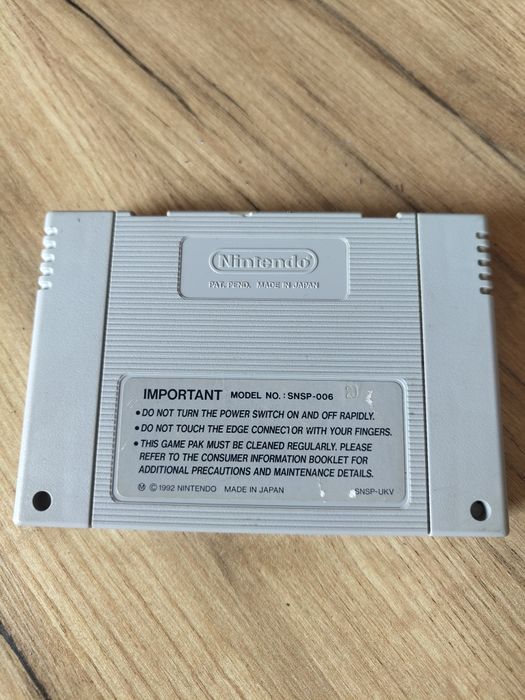 Nintendo
PAT. PEND. MADE IN JAPAN
IMPORTANT MODEL NO.: SNSP-006
• DO NOT TURN THE POWER SWITCH ON AND OFF RAPIDLY.
• DO NOT TOUCH THE EDGE CONNECTOR WITH YOUR FINGERS.
• THIS GAME PAK MUST BE CLEANED REGULARLY. PLEASE
REFER TO THE CONSUMER INFORMATION BOOKLET FOR
ADDITIONAL PRECAUTIONS AND MAINTENANCE DETAILS.
Ⓜ © 1992 NINTENDO MADE IN JAPAN SNSP-UKV